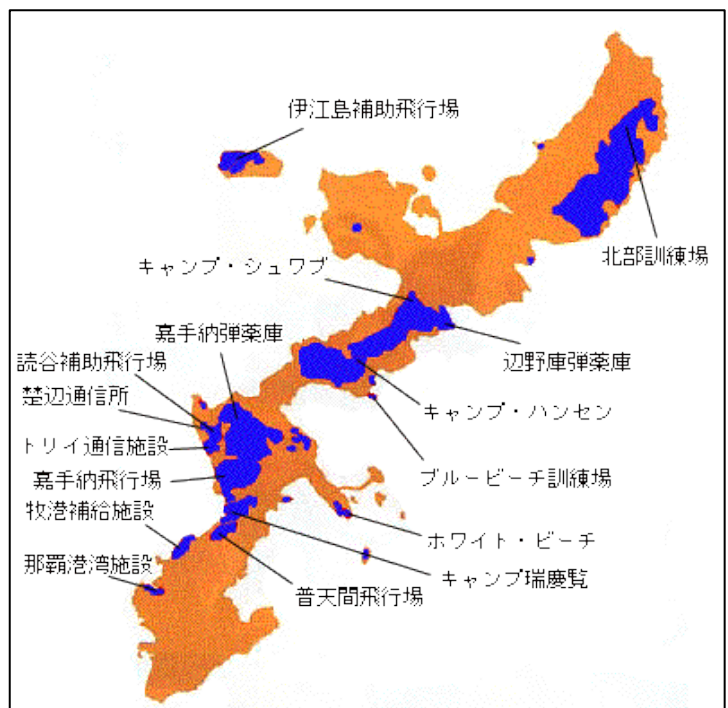 伊江島補助飛行場
北部訓練場
キャンプ・シュワブ
嘉手納弾薬庫
辺野庫弾薬庫
読谷補助飛行場
楚辺通信所
キャンプ・ハンセン
トリイ通信施設
嘉手納飛行場
ブルービーチ訓練場
牧港補給施設
ホワイト・ビーチ
那覇港湾施設
キャンプ瑞慶覧
普天間飛行場